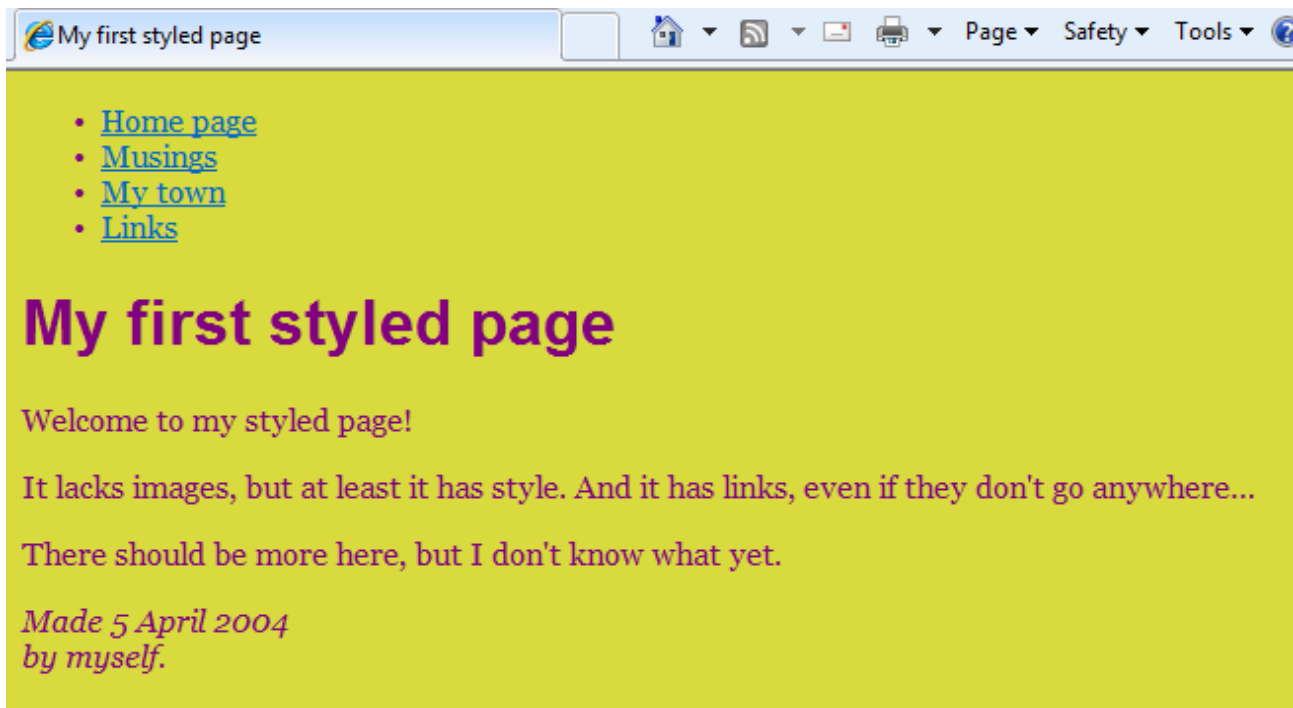 My first styled page
Page Safety Tools
Home page
Musings
My town
Links
My first styled page
Welcome to my styled page!
It lacks images, but at least it has style. And it has links, even if they don't go anywhere...
There should be more here, but I don't know what yet.
Made 5 April 2004
by myself.